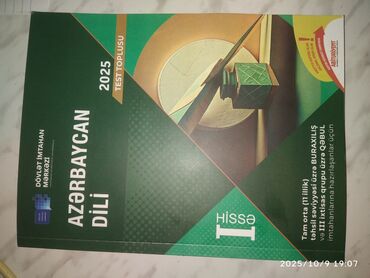 DÖVLƏT İMTAHAN
MƏRKƏZİ
AZƏRBAYCAN
DİLİ
2025
TEST TOPLUSU
I HİSSƏ
Tam orta (11 illik)
təhsil səviyyəsi üzrə BURAXILIŞ
və III ixtisas qrupu üzrə QƏBUL
imtahanlarına hazırlaşanlar üçün
2025/10/9 19:07